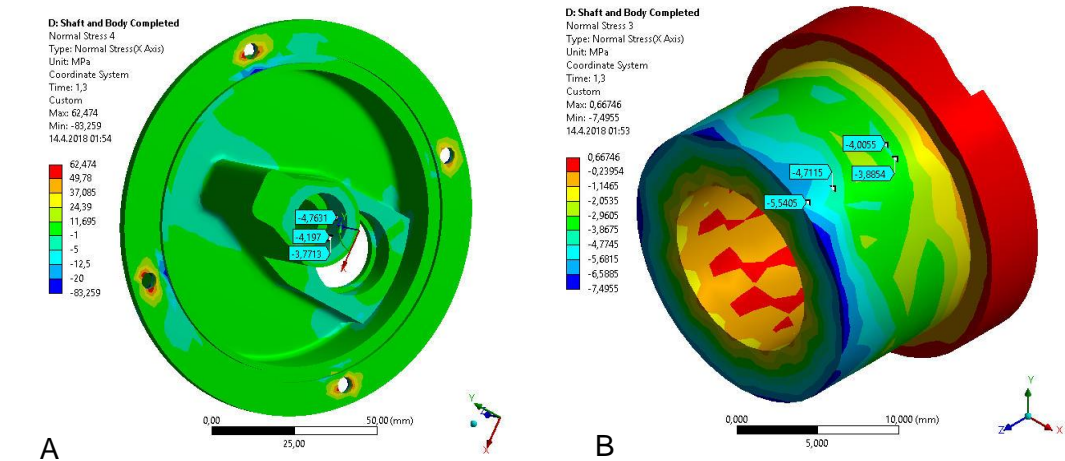 D: Shaft and Body Completed
Normal Stress 4
Type: Normal Stress(X Axis)
Unit: MPa
Coordinate System
Time: 1,3
Custom
Max: 62,474
Min: -83,259
14.4.2018 01:54
62,474
49,78
37,085
24,39
11,695
-1
-5
-12,5
-20
-83,259
-4,7631
-4,197
-3,7713
X
0,00
50,00 (mm)
25,00
Y
Z
X
A
D: Shaft and Body Completed
Normal Stress 3
Type: Normal Stress(X Axis)
Unit: MPa
Coordinate System
Time: 1,3
Custom
Max: 0,66746
Min: -7,4955
14.4.2018 01:53
0,66746
-0,23954
-1,1465
-2,0535
-2,9605
-3,8675
-4,7745
-5,6815
-6,5885
-7,4955
-4,0055
-3,8854
-4,7115
-5,5405
0,000
10,000 (mm)
5,000
Y
Z
X
B